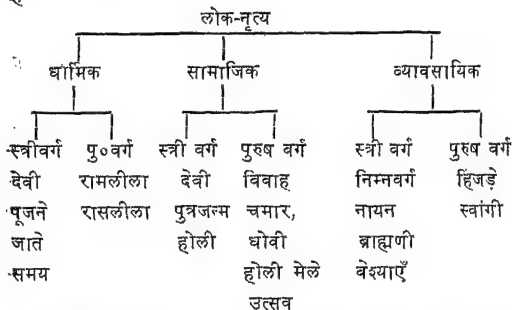 लोक-नृत्य
धार्मिक सामाजिक व्यावसायिक
स्त्रीवर्ग पु०वर्ग स्त्री वर्ग पुरुष वर्ग स्त्री वर्ग पुरुष वर्ग
देवी रामलीला देवी विवाह निम्नवर्ग हिंजड़े
पूजने रासलीला पुत्रजन्म चमार, नायन स्वांगी
जाते होली धोवी ब्राह्मणी
समय होली मेले वेश्याएँ
उत्सव